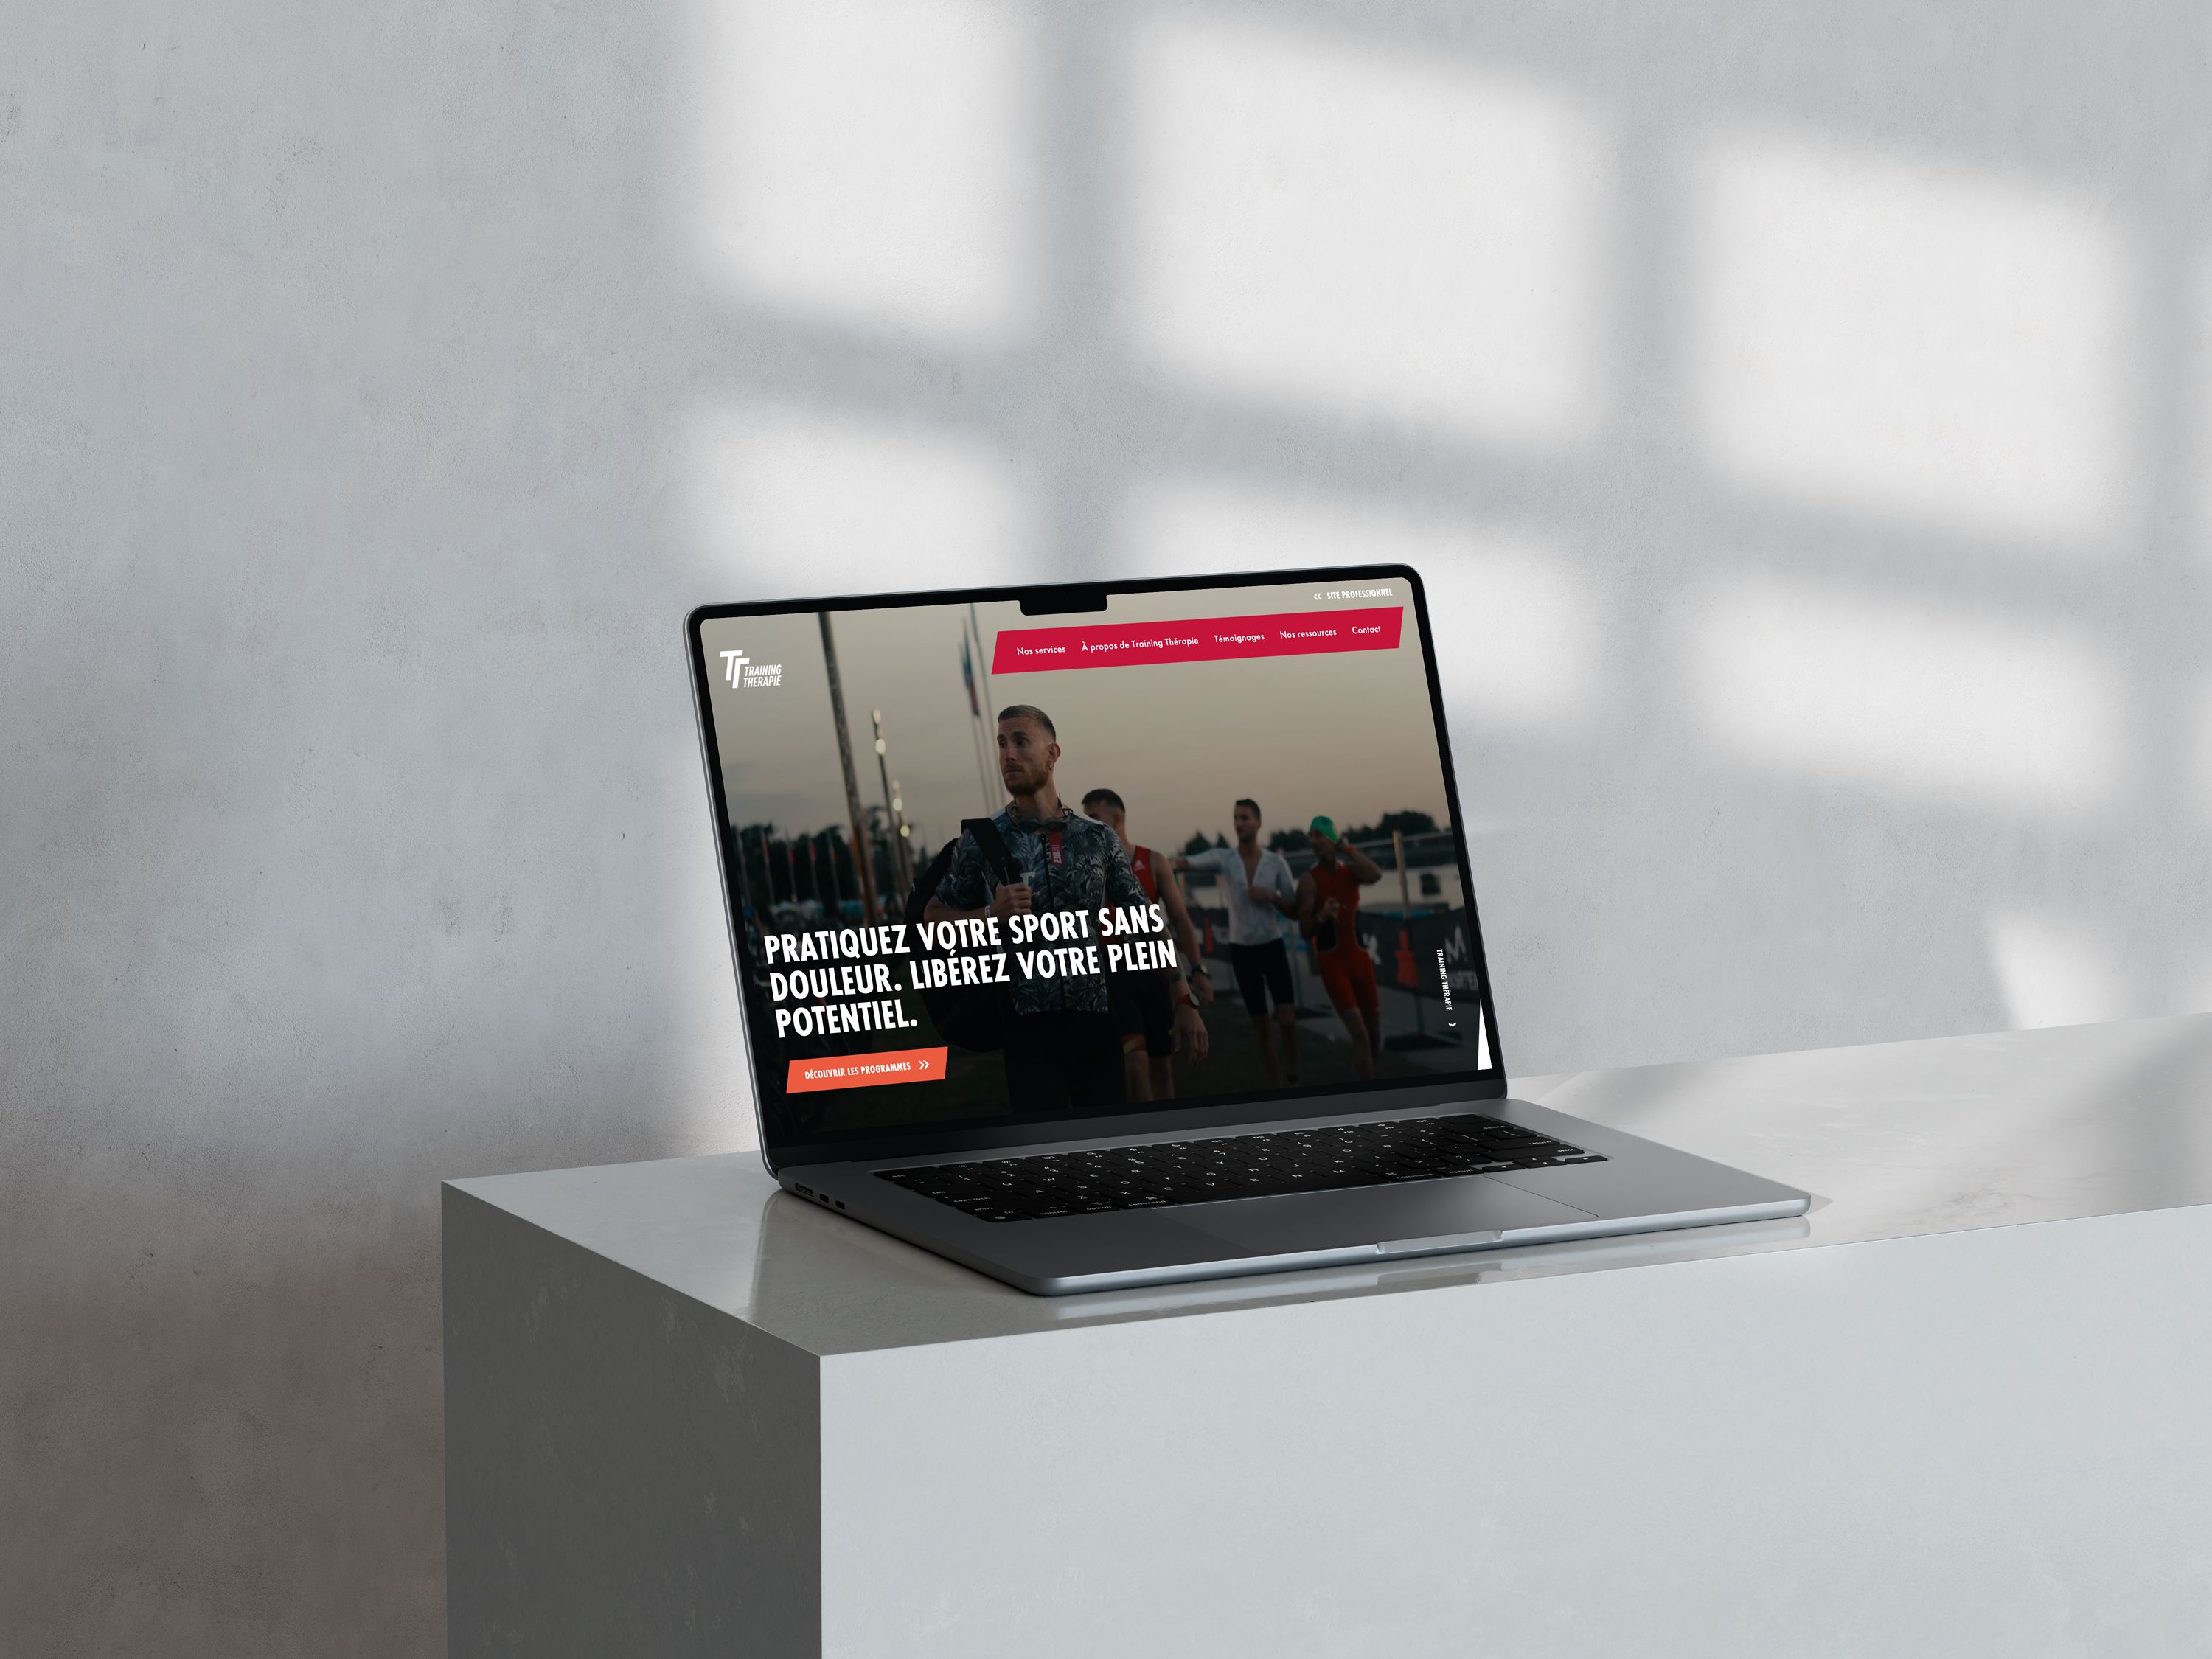 SITE PROFESSIONNEL
Nos services À propos de Training Thérapie Témoignages Nos ressources Contact
TRAINING
THERAPIE
PRATIQUEZ VOTRE SPORT SANS
DOULEUR. LIBÉREZ VOTRE PLEIN
POTENTIEL.
DÉCOUVRIR LES PROGRAMMES
TRAINING THÉRAPIE